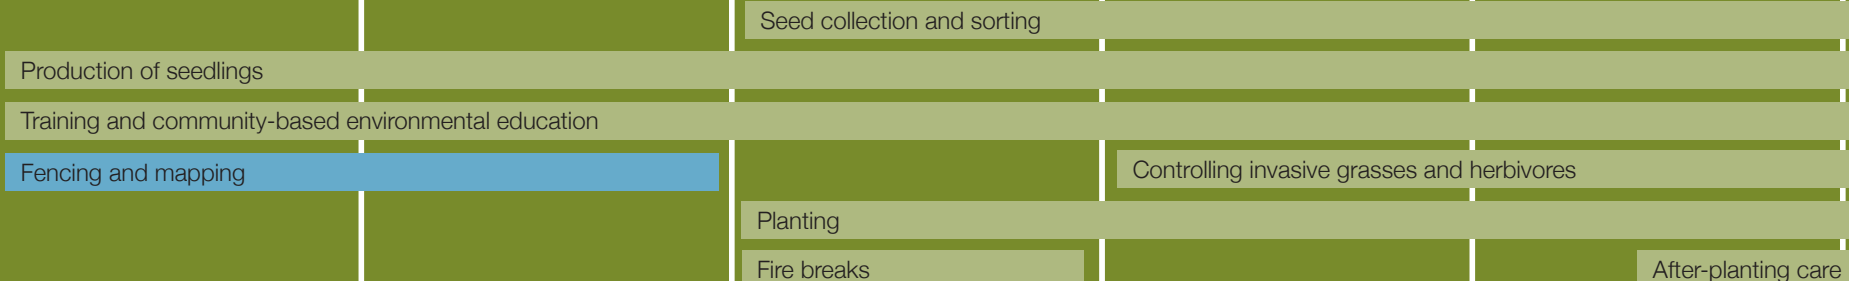 Seed collection and sorting
Production of seedlings
Training and community-based environmental education
Fencing and mapping
Controlling invasive grasses and herbivores
Planting
Fire breaks
After-planting care